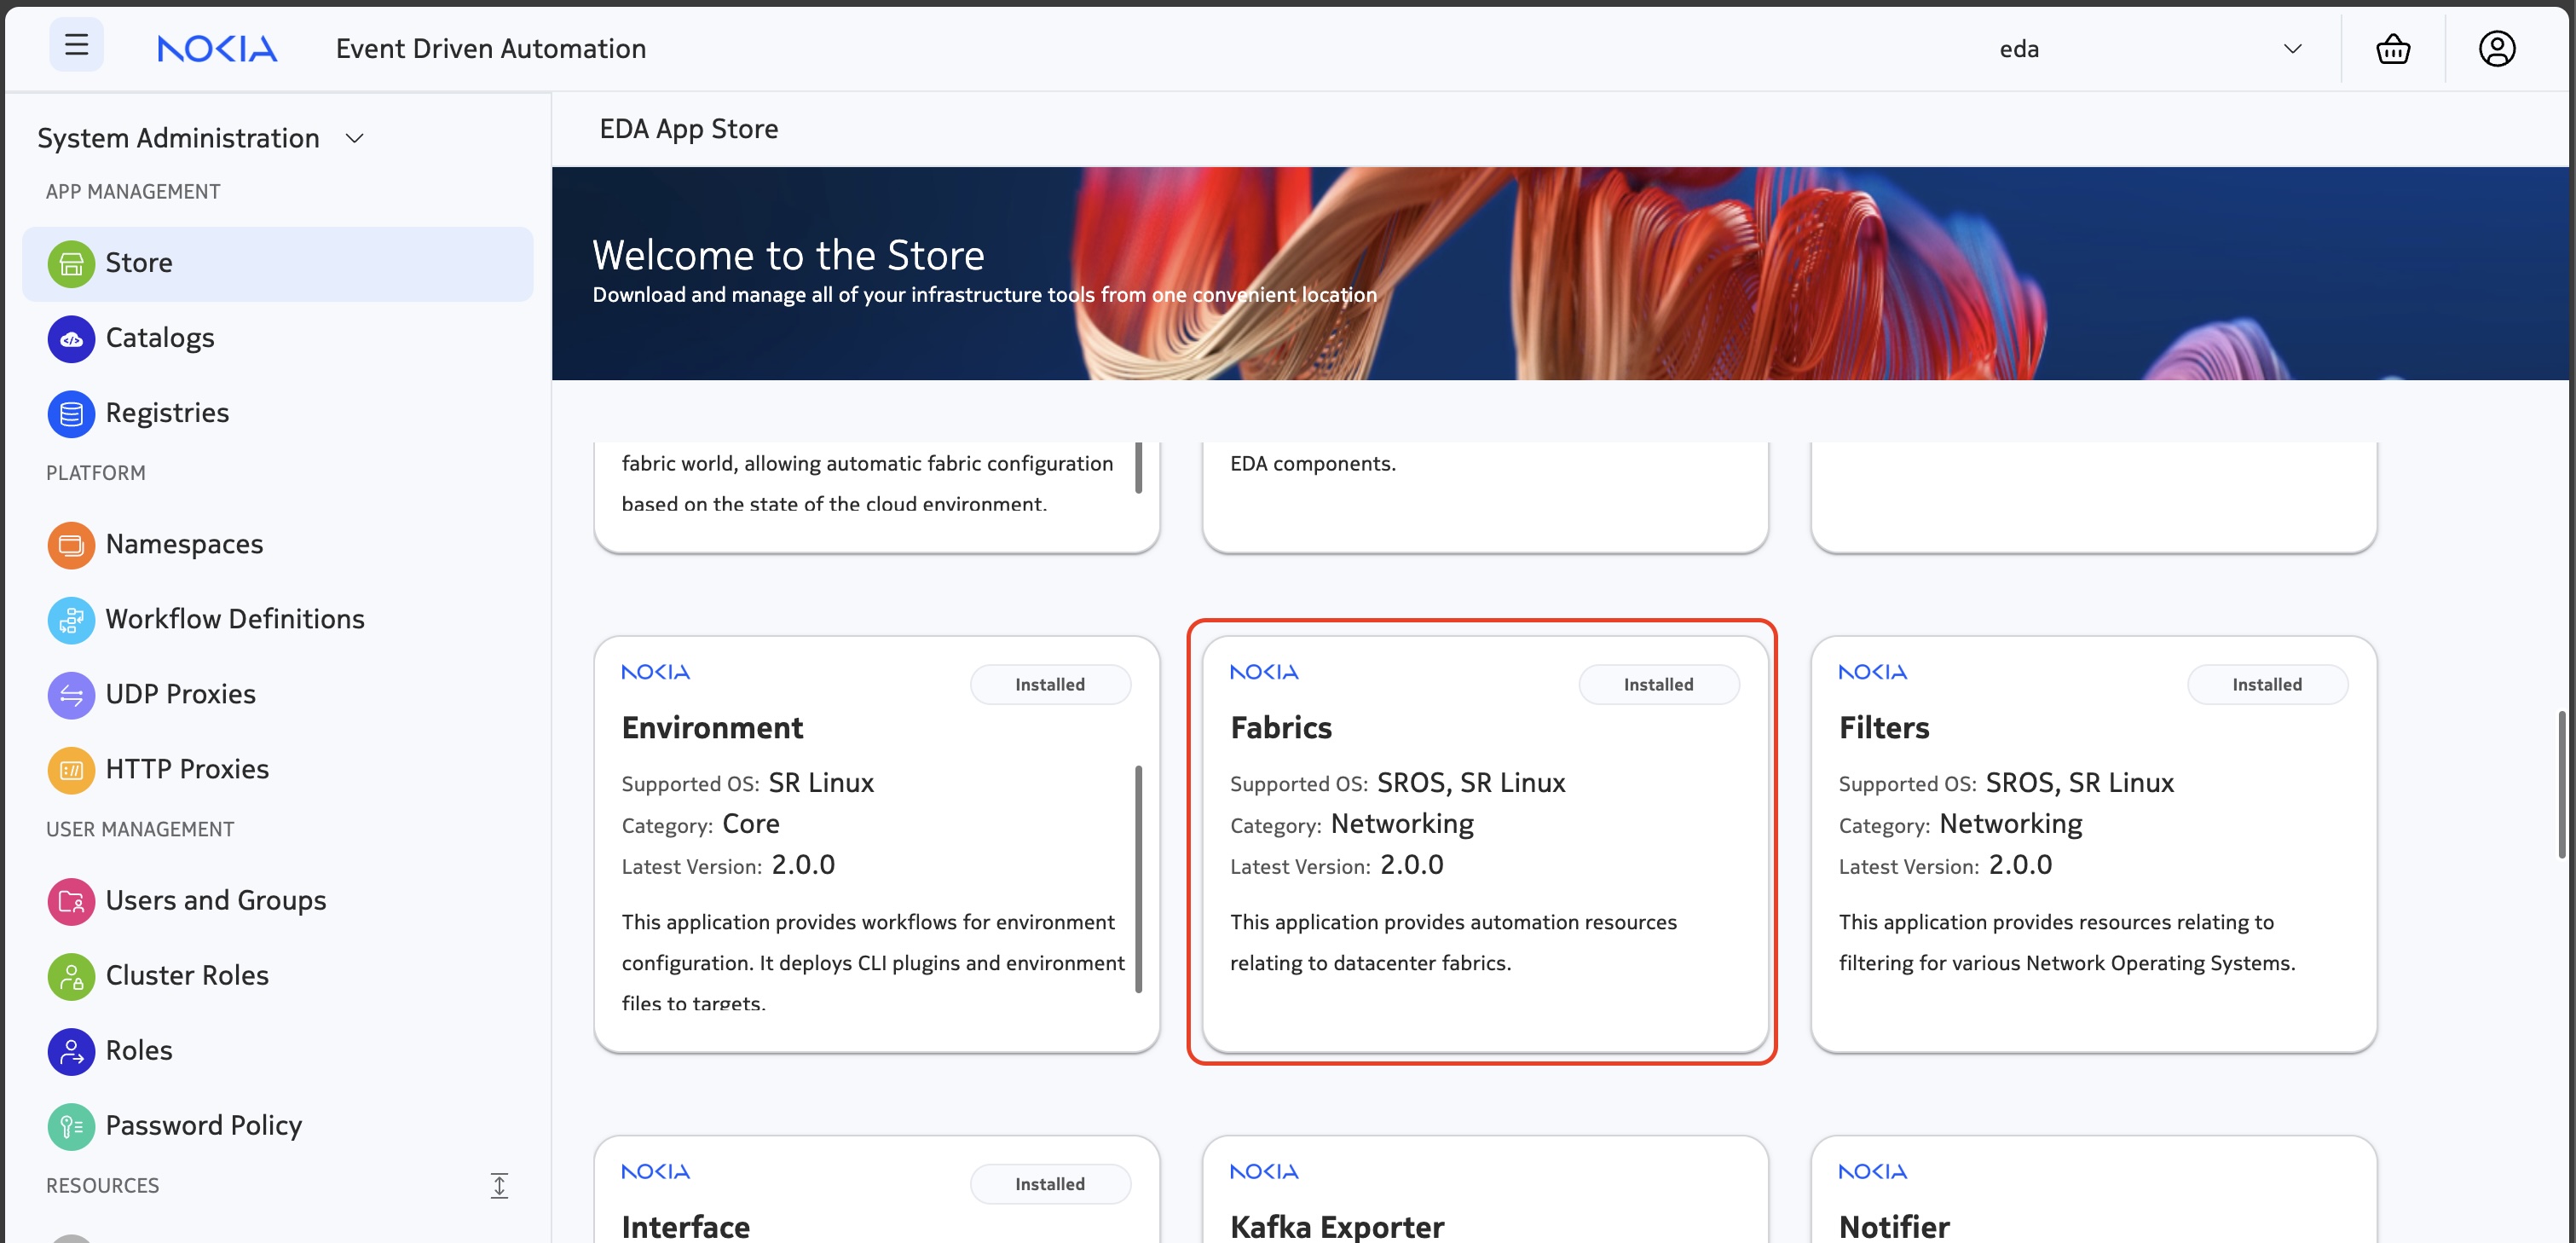 NOKIA
Event Driven Automation
eda
System Administration
APP MANAGEMENT
Store
Catalogs
Registries
PLATFORM
Namespaces
Workflow Definitions
UDP Proxies
HTTP Proxies
USER MANAGEMENT
Users and Groups
Cluster Roles
Roles
Password Policy
RESOURCES
EDA App Store
Welcome to the Store
Download and manage all of your infrastructure tools from one convenient location
fabric world, allowing automatic fabric configuration
based on the state of the cloud environment.
EDA components.
NOKIA
Installed
Environment
Supported OS: SR Linux
Category: Core
Latest Version: 2.0.0
This application provides workflows for environment
configuration. It deploys CLI plugins and environment
files to targets.
NOKIA
Installed
Fabrics
Supported OS: SROS, SR Linux
Category: Networking
Latest Version: 2.0.0
This application provides automation resources
relating to datacenter fabrics.
NOKIA
Installed
Filters
Supported OS: SROS, SR Linux
Category: Networking
Latest Version: 2.0.0
This application provides resources relating to
filtering for various Network Operating Systems.
NOKIA
Installed
Interface
NOKIA
Kafka Exporter
NOKIA
Notifier